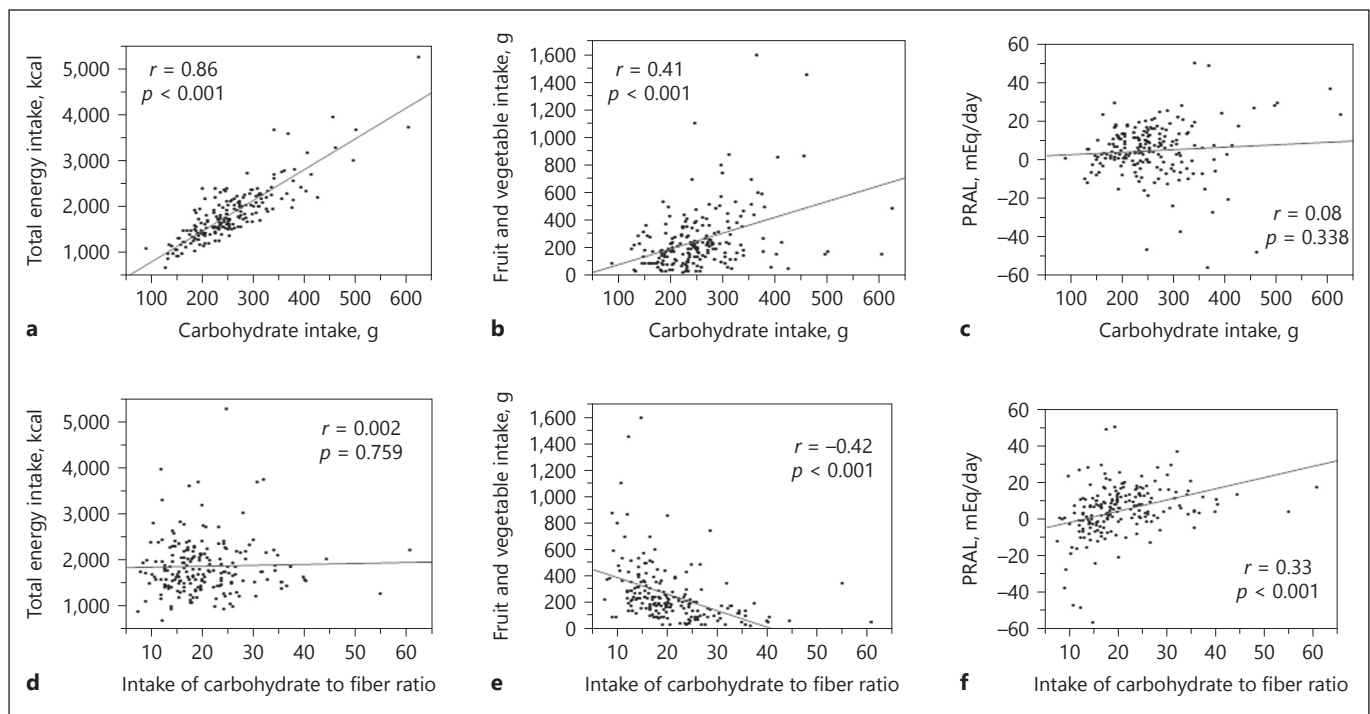 Total energy intake, kcal
5,000
4,000
3,000
2,000
1,000
r = 0.86
p < 0.001
100 200 300 400 500 600
a Carbohydrate intake, g
Fruit and vegetable intake, g
1,600
1,400
1,200
1,000
800
600
400
200
0
r = 0.41
p < 0.001
100 200 300 400 500 600
b Carbohydrate intake, g
PRAL, mEq/day
60
40
20
0
–20
–40
–60
r = 0.08
p = 0.338
100 200 300 400 500 600
c Carbohydrate intake, g
Total energy intake, kcal
5,000
4,000
3,000
2,000
1,000
r = 0.002
p = 0.759
10 20 30 40 50 60
d Intake of carbohydrate to fiber ratio
Fruit and vegetable intake, g
1,600
1,400
1,200
1,000
800
600
400
200
0
r = –0.42
p < 0.001
10 20 30 40 50 60
e Intake of carbohydrate to fiber ratio
PRAL, mEq/day
60
40
20
0
–20
–40
–60
r = 0.33
p < 0.001
10 20 30 40 50 60
f Intake of carbohydrate to fiber ratio